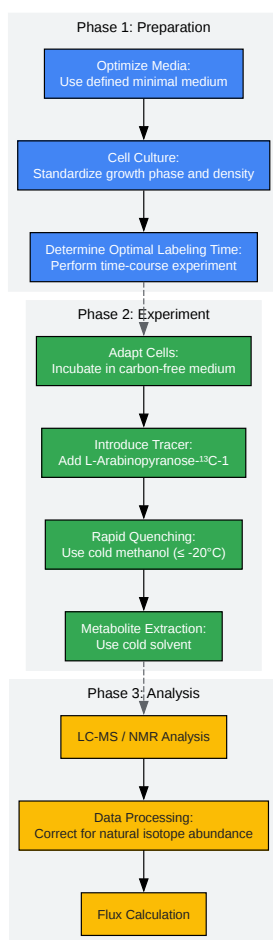 Phase 1: Preparation
Optimize Media:
Use defined minimal medium
Cell Culture:
Standardize growth phase and density
Determine Optimal Labeling Time:
Perform time-course experiment
Phase 2: Experiment
Adapt Cells:
Incubate in carbon-free medium
Introduce Tracer:
Add L-Arabinopyranose-¹³C-1
Rapid Quenching:
Use cold methanol (≤ -20°C)
Metabolite Extraction:
Use cold solvent
Phase 3: Analysis
LC-MS / NMR Analysis
Data Processing:
Correct for natural isotope abundance
Flux Calculation